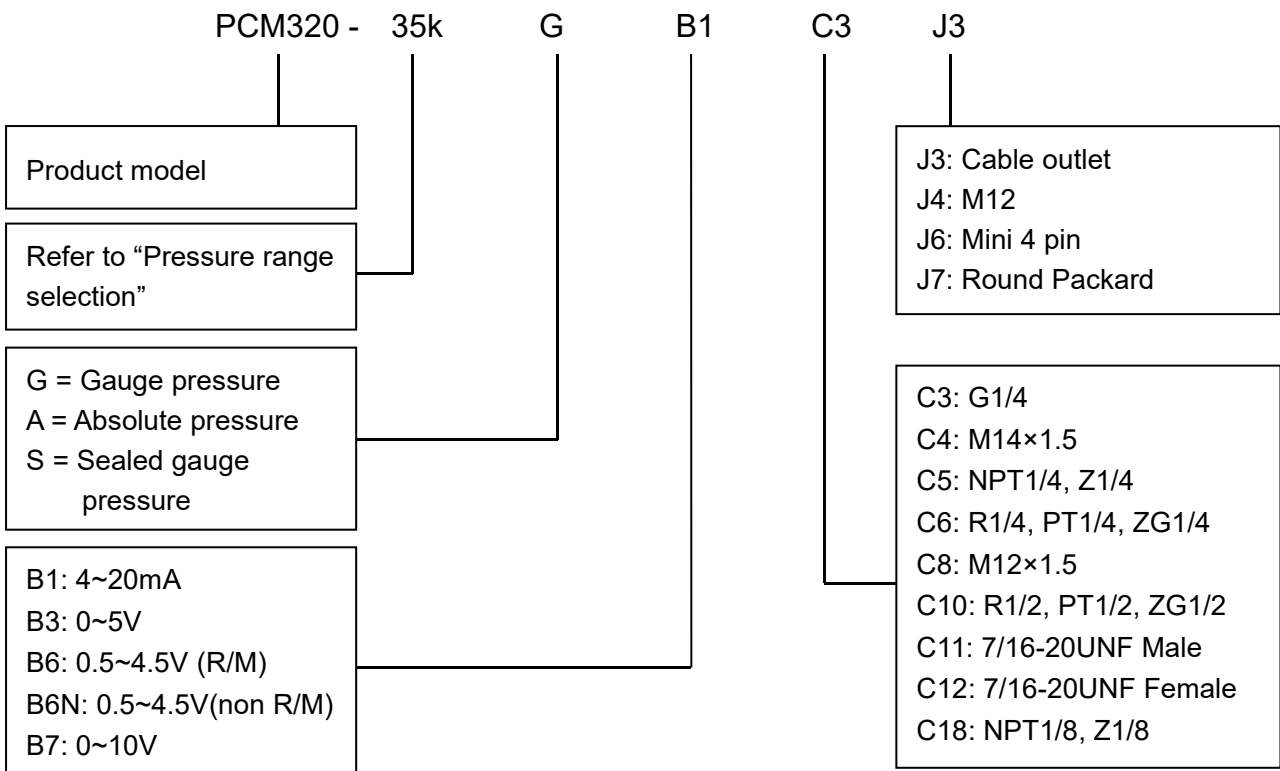 PCM320 - 35k G B1 C3 J3
Product model
Refer to “Pressure range
selection”
G = Gauge pressure
A = Absolute pressure
S = Sealed gauge
pressure
B1: 4~20mA
B3: 0~5V
B6: 0.5~4.5V (R/M)
B6N: 0.5~4.5V(non R/M)
B7: 0~10V
J3: Cable outlet
J4: M12
J6: Mini 4 pin
J7: Round Packard
C3: G1/4
C4: M14×1.5
C5: NPT1/4, Z1/4
C6: R1/4, PT1/4, ZG1/4
C8: M12×1.5
C10: R1/2, PT1/2, ZG1/2
C11: 7/16-20UNF Male
C12: 7/16-20UNF Female
C18: NPT1/8, Z1/8